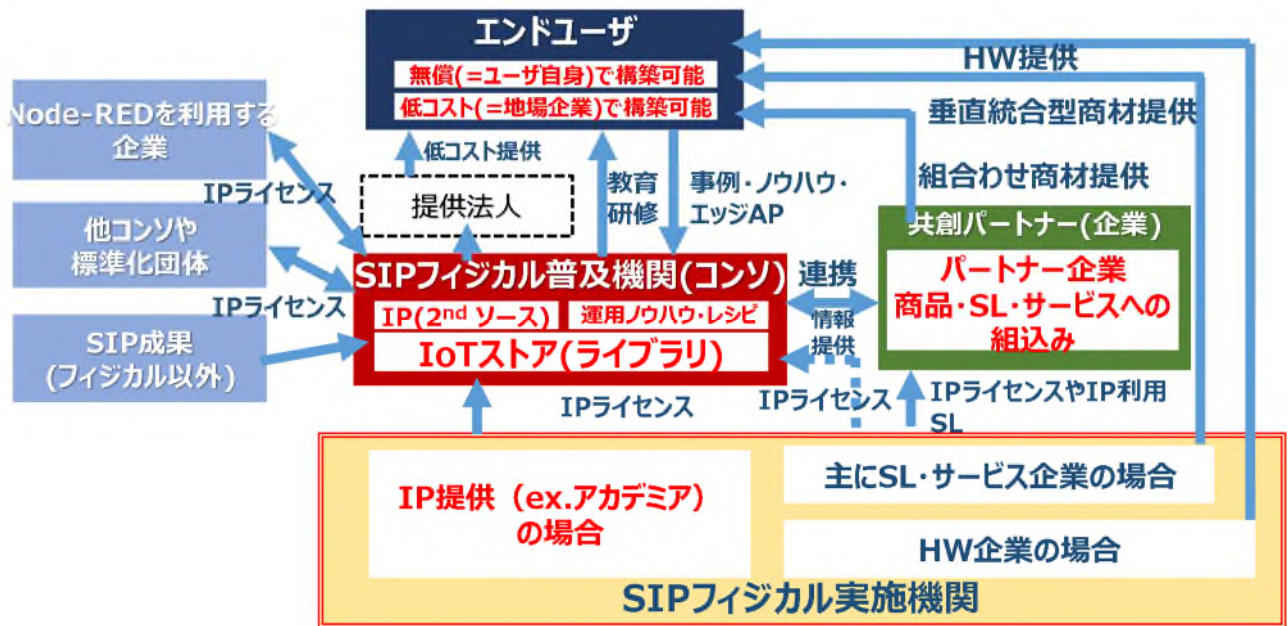 エンドユーザ
無償(=ユーザ自身)で構築可能
低コスト(=地場企業)で構築可能
HW提供
垂直統合型商材提供
組合わせ商材提供
Node-REDを利用する
企業
IPライセンス
他コンソや
標準化団体
IPライセンス
SIP成果
(フィジカル以外)
低コスト提供
提供法人
教育
研修
事例・ノウハウ・
エッジAP
SIPフィジカル普及機関(コンソ)
IP(2nd ソース)
運用ノウハウ・レシピ
IoTストア(ライブラリ)
連携
情報
提供
共創パートナー(企業)
パートナー企業
商品・SL・サービスへの
組込み
IPライセンス
IPライセンス
IPライセンスやIP利用
SL
IP提供（ex.アカデミア）
の場合
主にSL・サービス企業の場合
HW企業の場合
SIPフィジカル実施機関